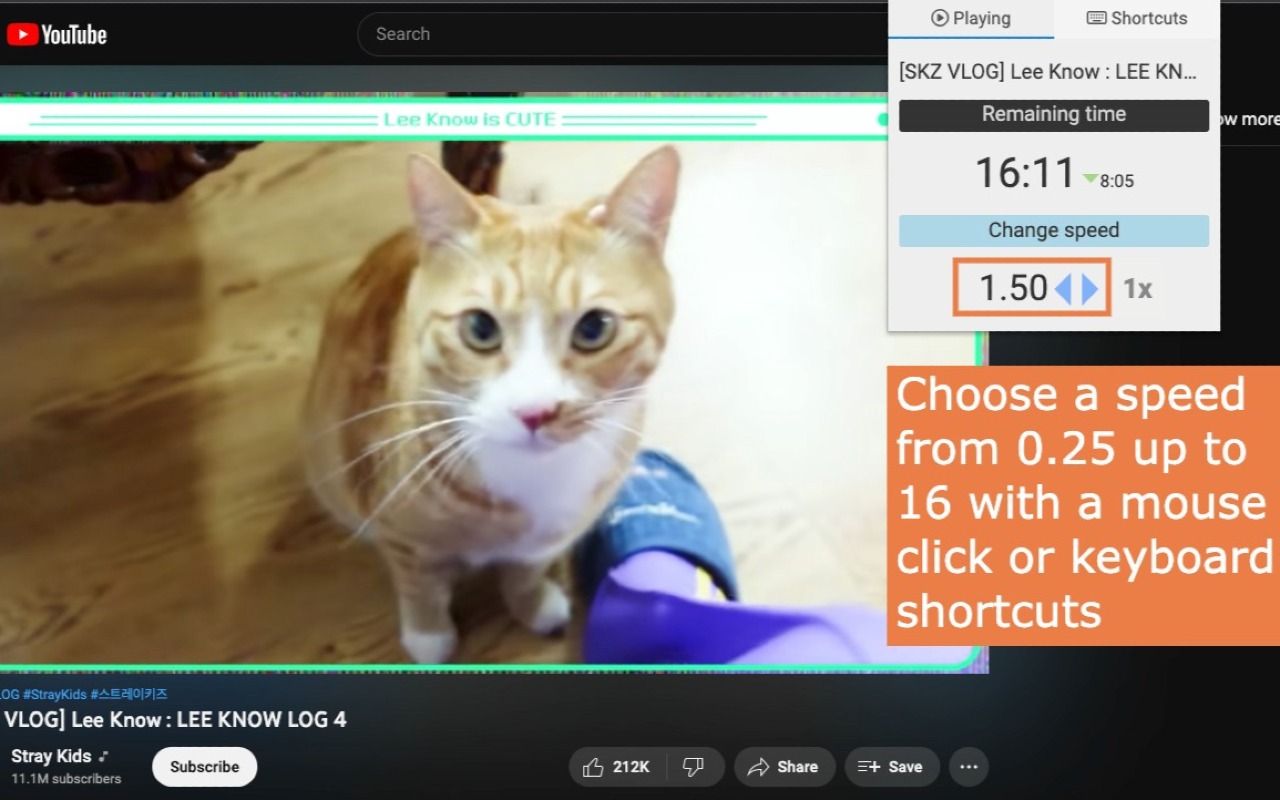 YouTube
Search
Playing
Shortcuts
[SKZ VLOG] Lee Know : LEE KN...
Remaining time
ow more
Lee Know is CUTE
16:11 8:05
Change speed
1.50 1x
Choose a speed
from 0.25 up to
16 with a mouse
click or keyboard
shortcuts
LOG #StrayKids #스트레이키즈
VLOG] Lee Know : LEE KNOW LOG 4
Stray Kids
11.1M subscribers
Subscribe
212K
Share
Save